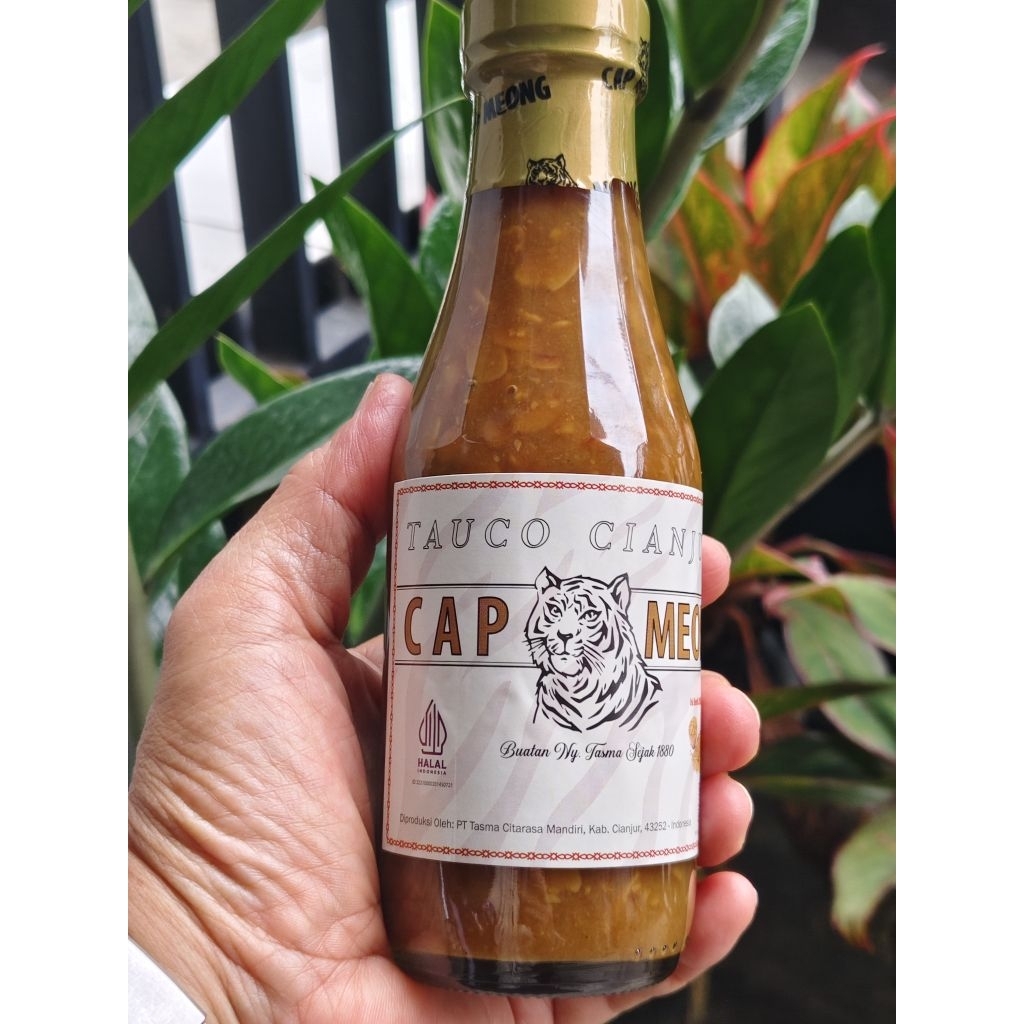 MEONG
CAP
TAUCO CIANJ
CAP MEO
HALAL
INDONESIA
Buatan Ny. Tasma Sejak 1880
Diproduksi Oleh: PT Tasma Citarasa Mandiri, Kab. Cianjur, 43252 - Indonesia